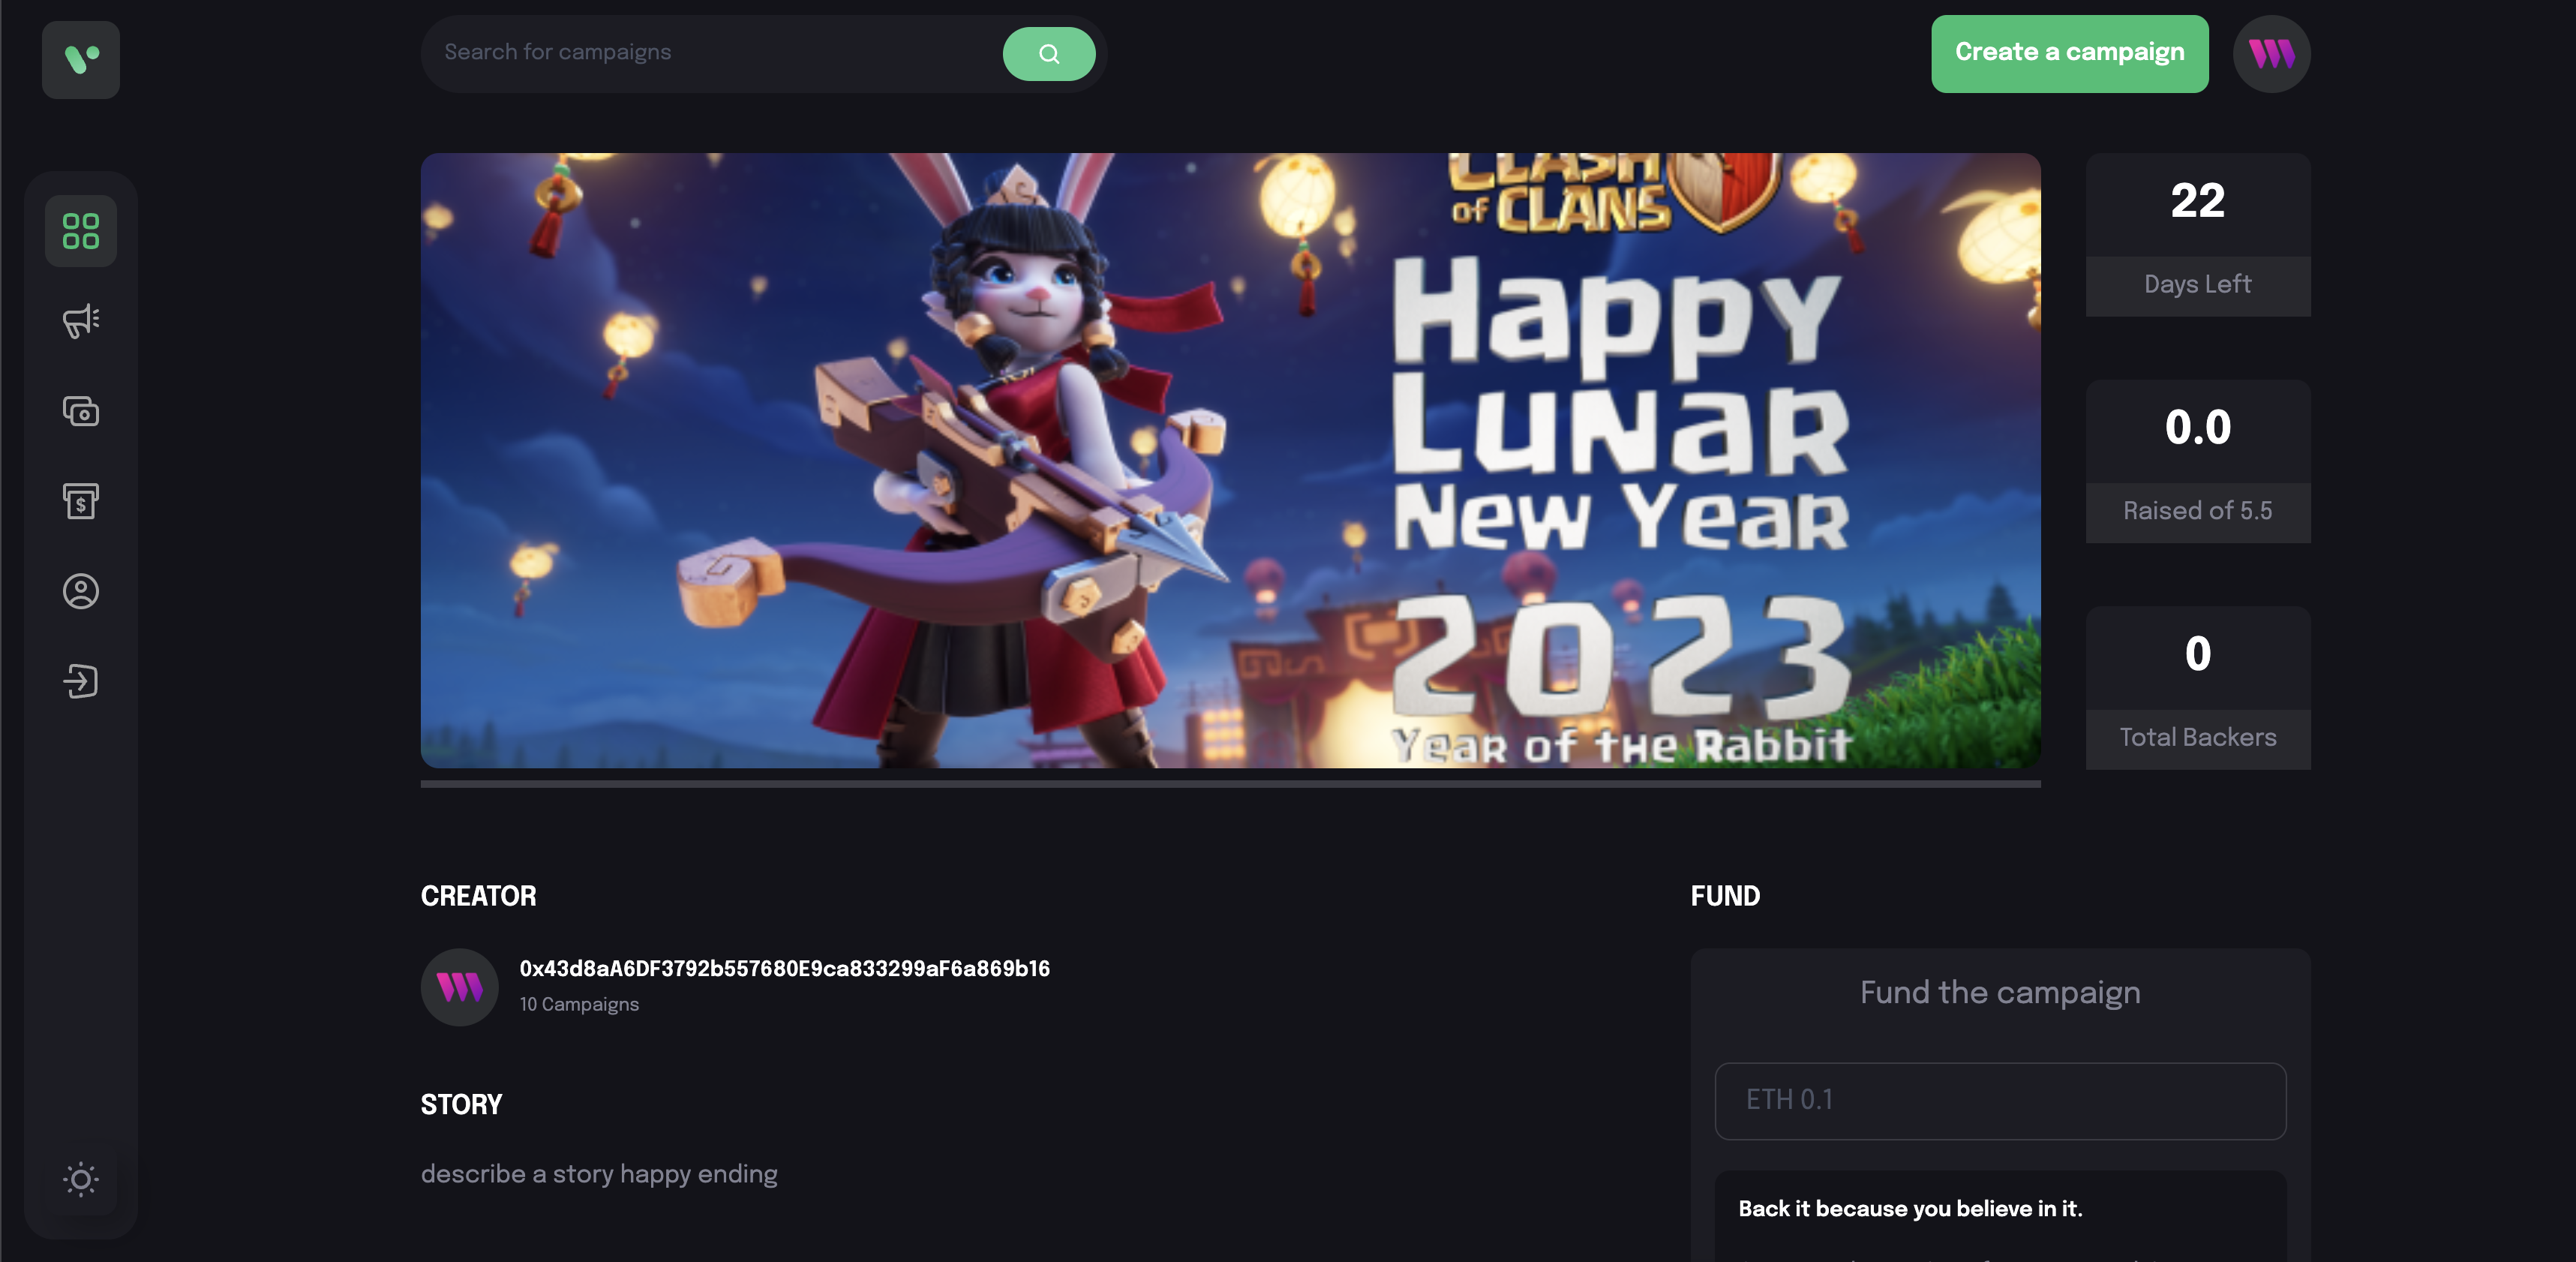 Search for campaigns
Create a campaign
CLASH
of CLANS
Happy
Lunar
New Year
2023
Year of the Rabbit
22
Days Left
0.0
Raised of 5.5
0
Total Backers
CREATOR
0x43d8aA6DF3792b557680E9ca833299aF6a869b16
10 Campaigns
STORY
describe a story happy ending
FUND
Fund the campaign
ETH 0.1
Back it because you believe in it.